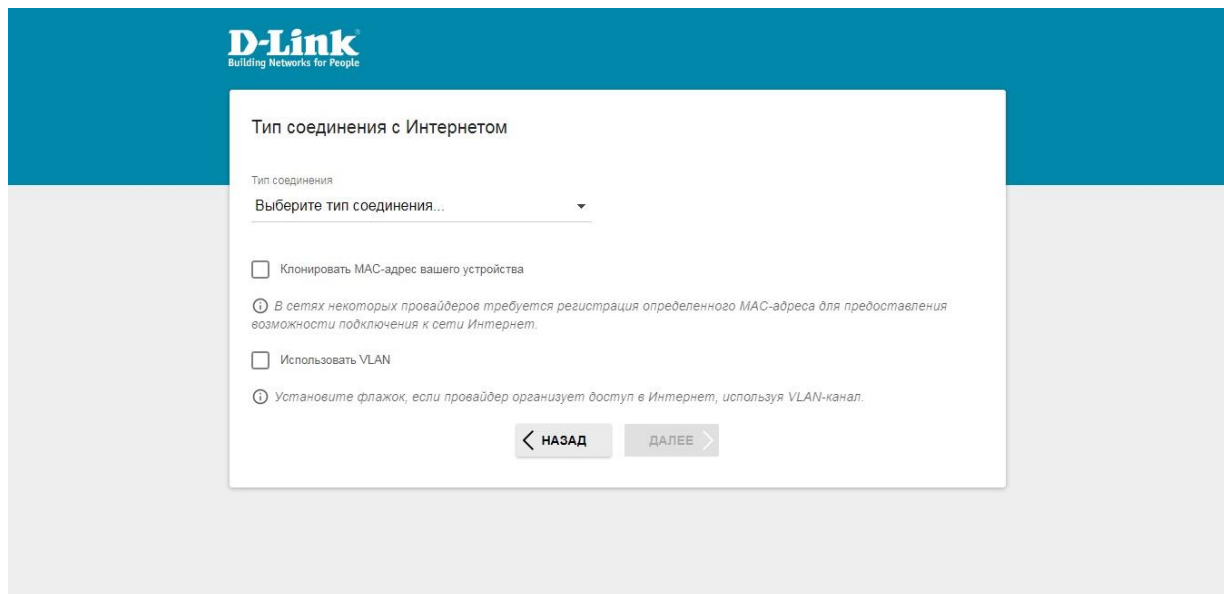 D-Link
Building Networks for People
Тип соединения с Интернетом
Тип соединения
Выберите тип соединения...
Клонировать MAC-адрес вашего устройства
В сетях некоторых провайдеров требуется регистрация определенного MAC-адреса для предоставления
возможности подключения к сети Интернет.
Использовать VLAN
Установите флажок, если провайдер организует доступ в Интернет, используя VLAN-канал.
НАЗАД ДАЛЕЕ